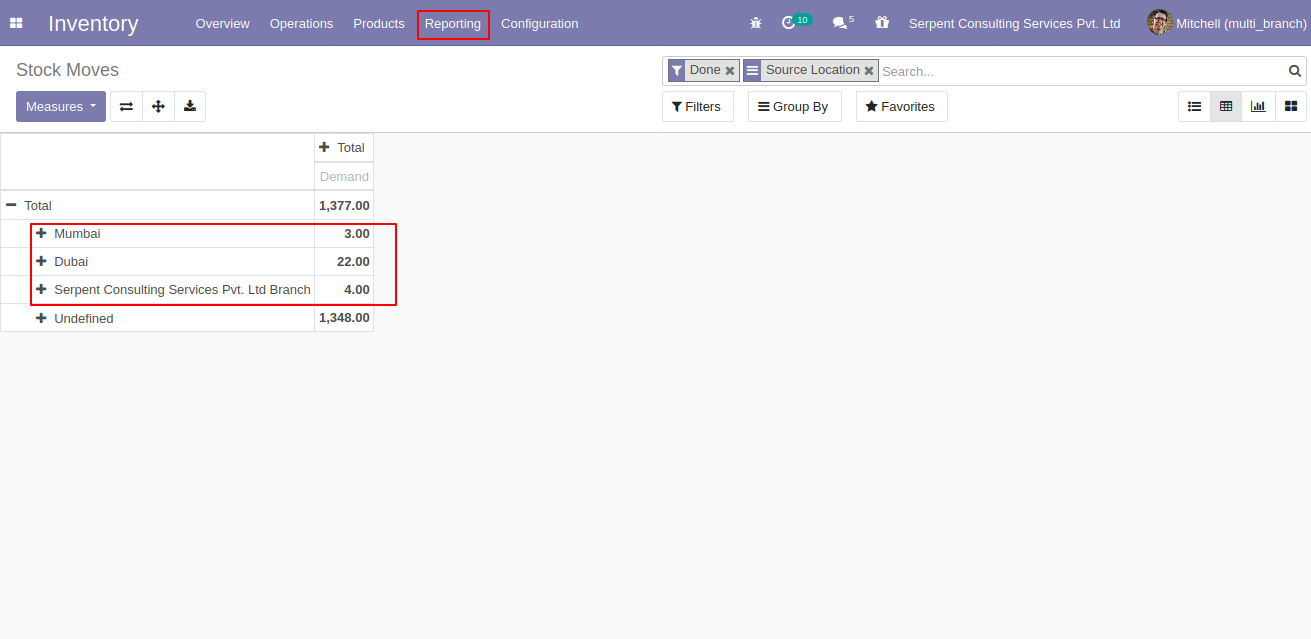 Inventory Overview Operations Products Reporting Configuration 10 5 Serpent Consulting Services Pvt. Ltd Mitchell (multi_branch)
Stock Moves
Done Source Location Search...
Measures Filters Group By Favorites
Total
Demand
Total 1,377.00
Mumbai 3.00
Dubai 22.00
Serpent Consulting Services Pvt. Ltd Branch 4.00
Undefined 1,348.00